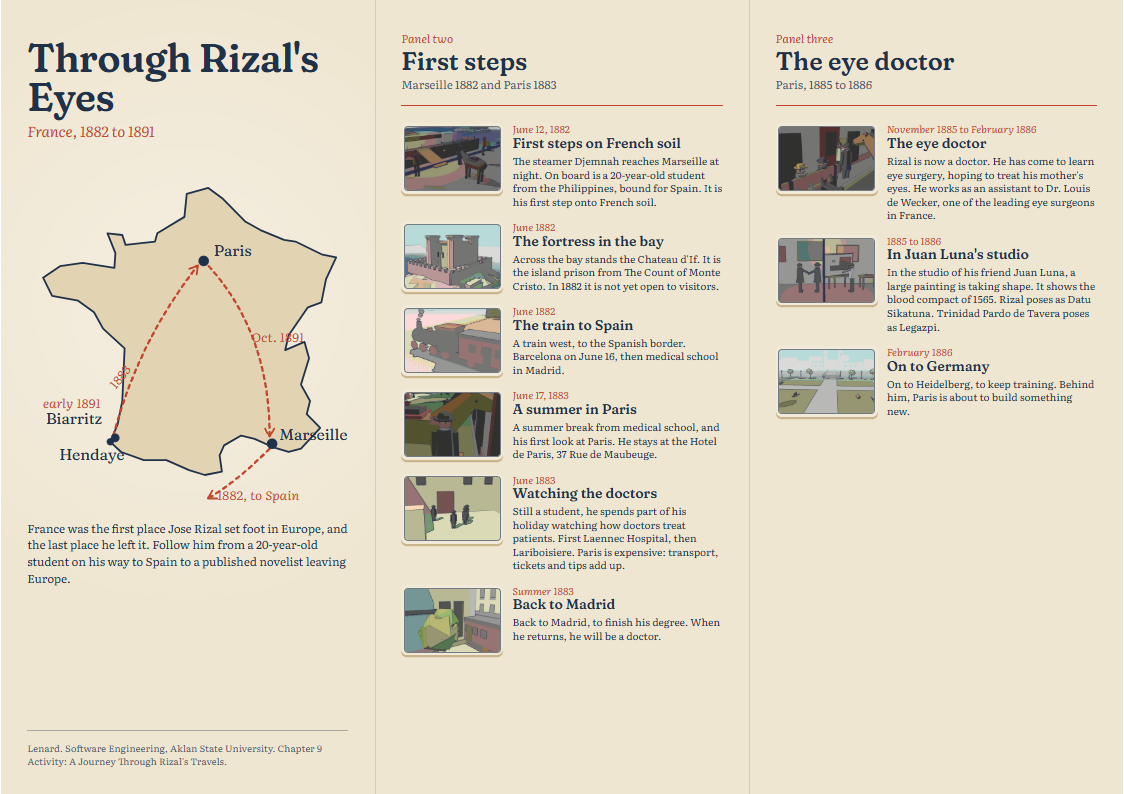 Through Rizal's
Eyes
France, 1882 to 1891
Paris
Oct. 1891
1883
early 1891
Biarritz
Marseille
Hendaye
1882, to Spain
France was the first place Jose Rizal set foot in Europe, and
the last place he left it. Follow him from a 20-year-old
student on his way to Spain to a published novelist leaving
Europe.
Lenard. Software Engineering, Aklan State University. Chapter 9
Activity: A Journey Through Rizal's Travels.
Panel two
First steps
Marseille 1882 and Paris 1883
June 12, 1882
First steps on French soil
The steamer Djemnah reaches Marseille at
night. On board is a 20-year-old student
from the Philippines, bound for Spain. It is
his first step onto French soil.
June 1882
The fortress in the bay
Across the bay stands the Chateau d'If. It is
the island prison from The Count of Monte
Cristo. In 1882 it is not yet open to visitors.
June 1882
The train to Spain
A train west, to the Spanish border.
Barcelona on June 16, then medical school
in Madrid.
June 17, 1883
A summer in Paris
A summer break from medical school, and
his first look at Paris. He stays at the Hotel
de Paris, 37 Rue de Maubeuge.
June 1883
Watching the doctors
Still a student, he spends part of his
holiday watching how doctors treat
patients. First Laennec Hospital, then
Lariboisiere. Paris is expensive: transport,
tickets and tips add up.
Summer 1883
Back to Madrid
Back to Madrid, to finish his degree. When
he returns, he will be a doctor.
Panel three
The eye doctor
Paris, 1885 to 1886
November 1885 to February 1886
The eye doctor
Rizal is now a doctor. He has come to learn
eye surgery, hoping to treat his mother's
eyes. He works as an assistant to Dr. Louis
de Wecker, one of the leading eye surgeons
in France.
1885 to 1886
In Juan Luna's studio
In the studio of his friend Juan Luna, a
large painting is taking shape. It shows the
blood compact of 1565. Rizal poses as Datu
Sikatuna. Trinidad Pardo de Tavera poses
as Legazpi.
February 1886
On to Germany
On to Heidelberg, to keep training. Behind
him, Paris is about to build something
new.